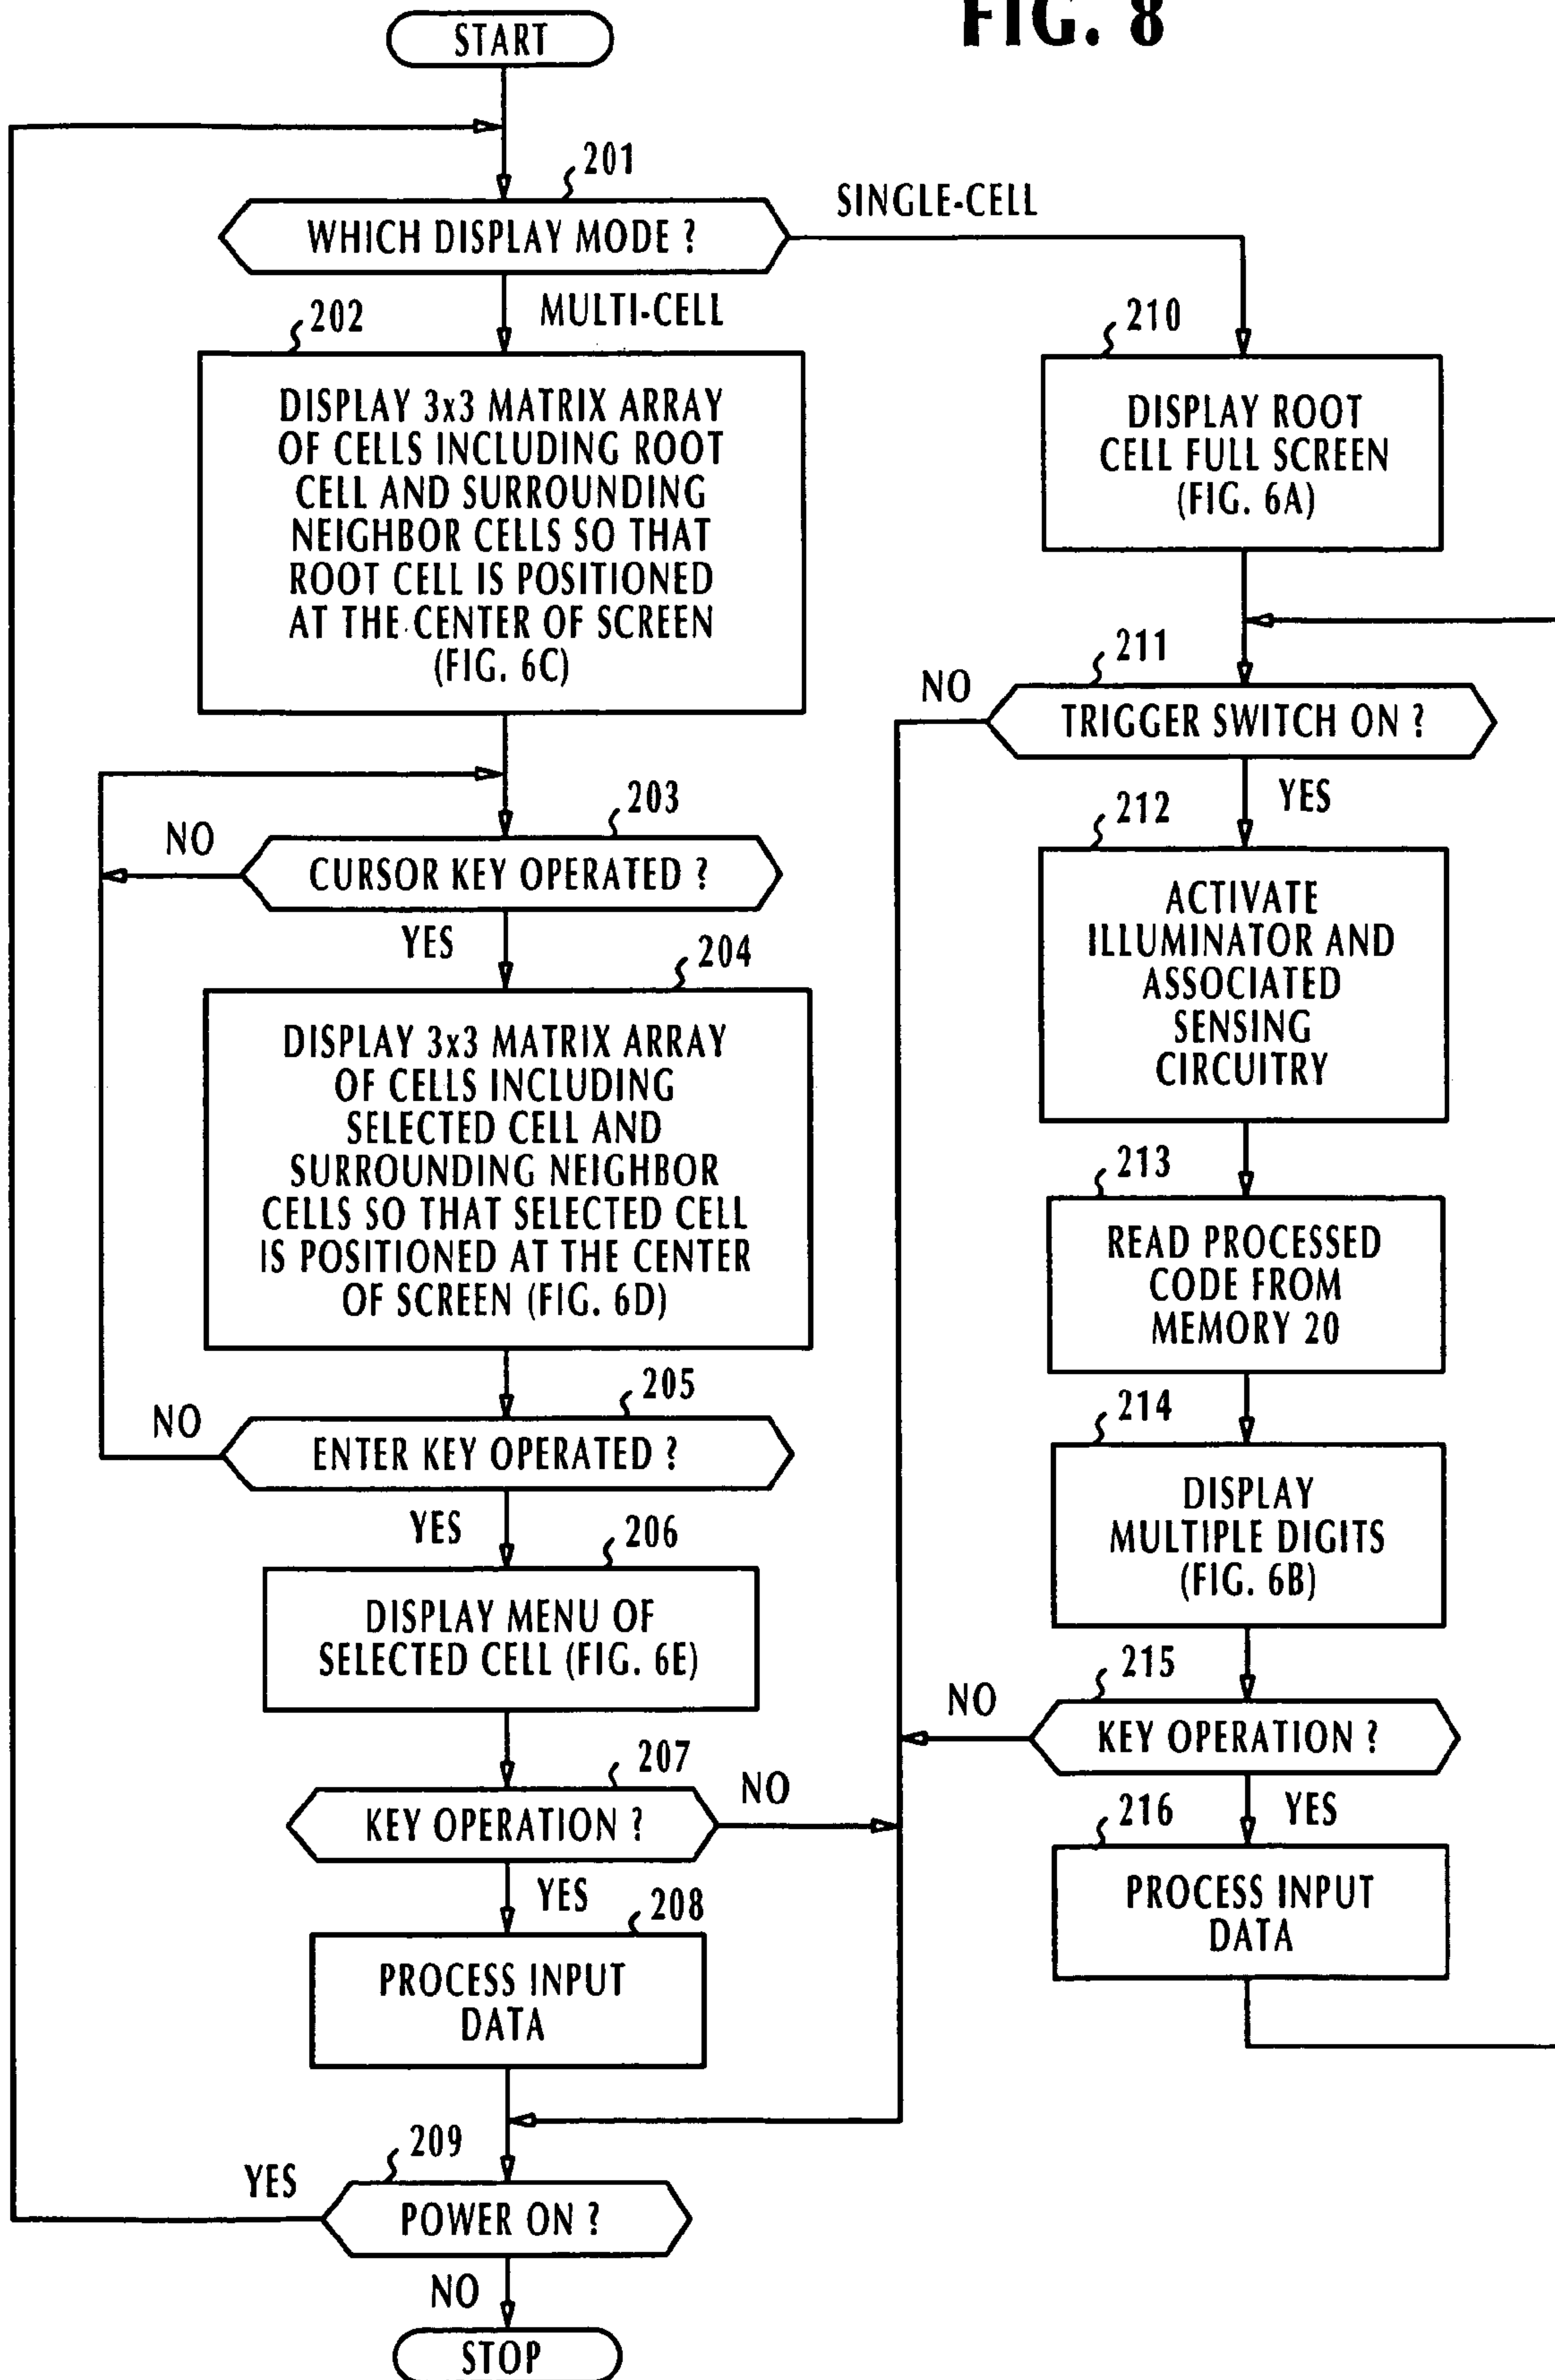 FIG. 8
START
201
WHICH DISPLAY MODE ?
SINGLE-CELL
MULTI-CELL
202
DISPLAY 3x3 MATRIX ARRAY
OF CELLS INCLUDING ROOT
CELL AND SURROUNDING
NEIGHBOR CELLS SO THAT
ROOT CELL IS POSITIONED
AT THE CENTER OF SCREEN
(FIG. 6C)
203
NO
CURSOR KEY OPERATED ?
YES
204
DISPLAY 3x3 MATRIX ARRAY
OF CELLS INCLUDING
SELECTED CELL AND
SURROUNDING NEIGHBOR
CELLS SO THAT SELECTED CELL
IS POSITIONED AT THE CENTER
OF SCREEN (FIG. 6D)
205
NO
ENTER KEY OPERATED ?
YES
206
DISPLAY MENU OF
SELECTED CELL (FIG. 6E)
207
NO
KEY OPERATION ?
YES
208
PROCESS INPUT
DATA
209
YES
POWER ON ?
NO
STOP
210
DISPLAY ROOT
CELL FULL SCREEN
(FIG. 6A)
211
NO
TRIGGER SWITCH ON ?
YES
212
ACTIVATE
ILLUMINATOR AND
ASSOCIATED
SENSING
CIRCUITRY
213
READ PROCESSED
CODE FROM
MEMORY 20
214
DISPLAY
MULTIPLE DIGITS
(FIG. 6B)
215
NO
KEY OPERATION ?
YES
216
PROCESS INPUT
DATA